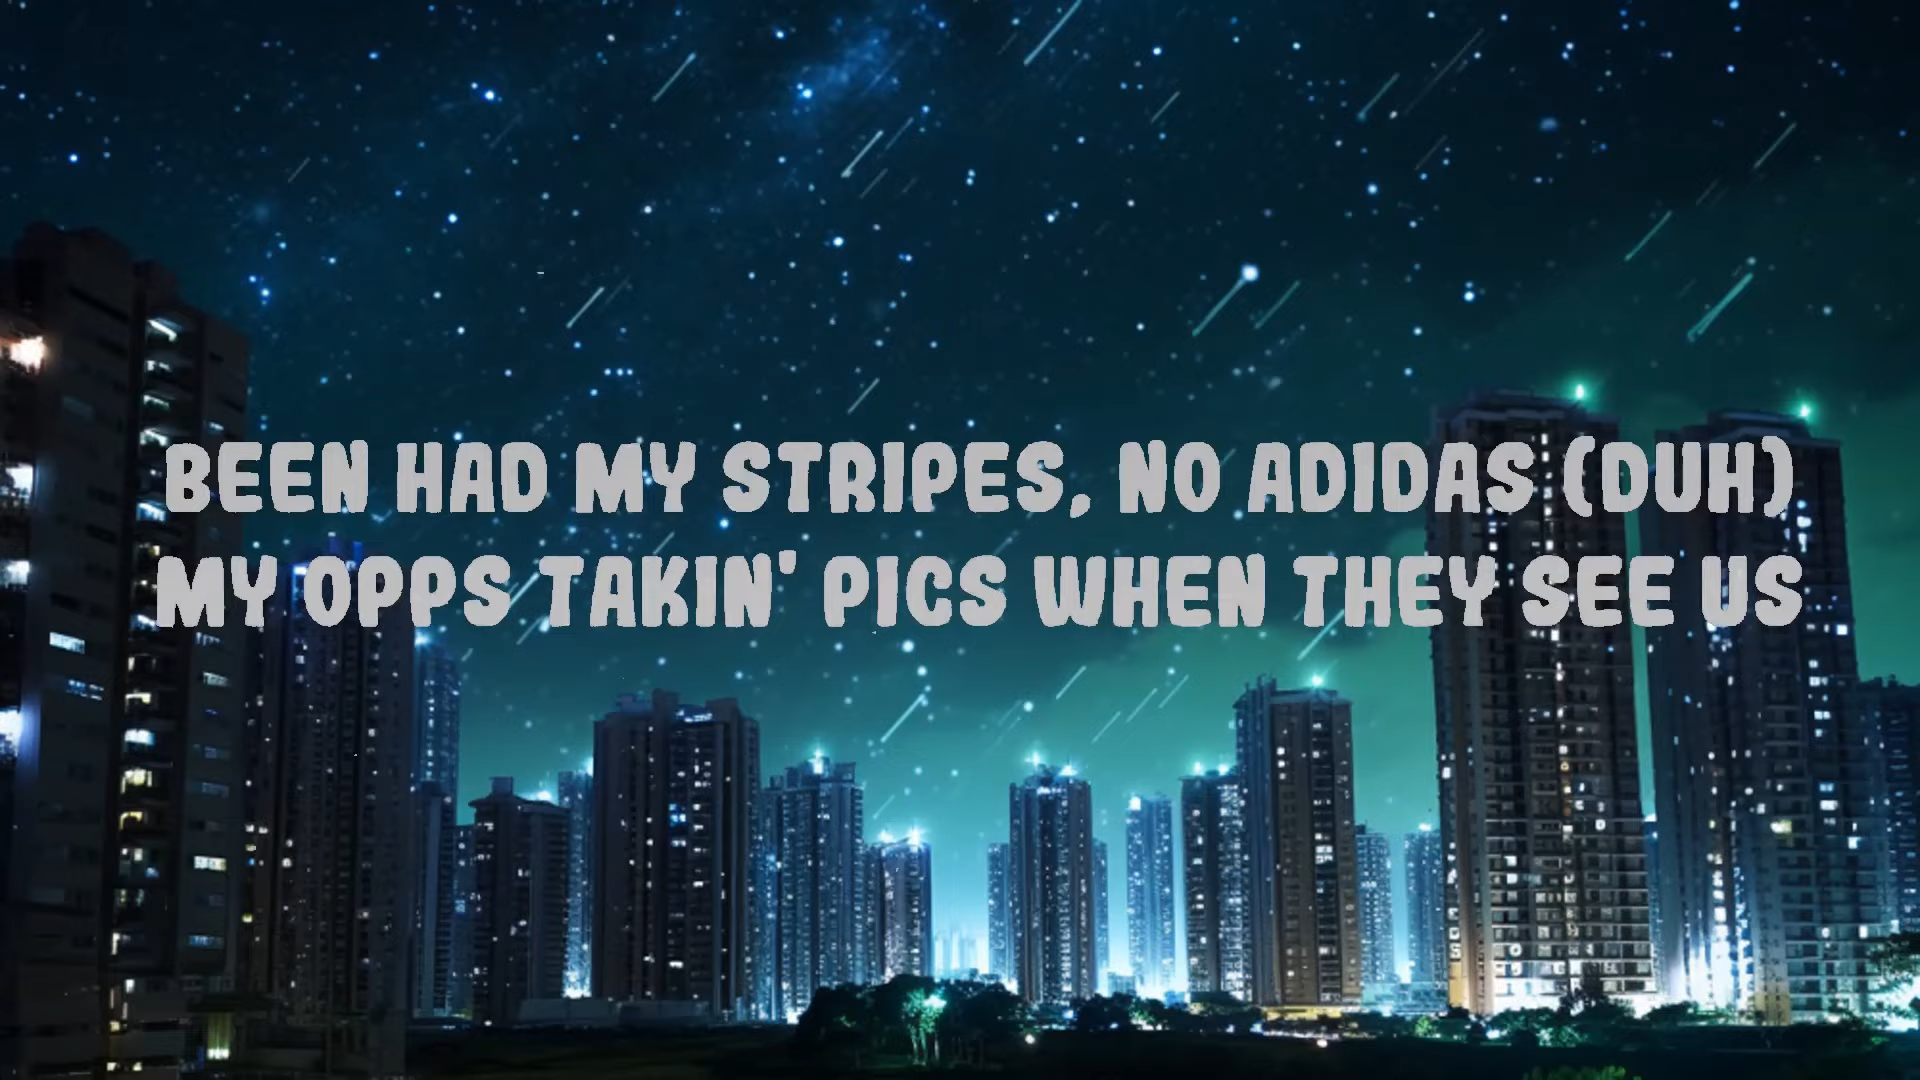 BEEN HAD MY STRIPES, NO ADIDAS (DUH)
MY OPPS TAKIN' PICS WHEN THEY SEE US